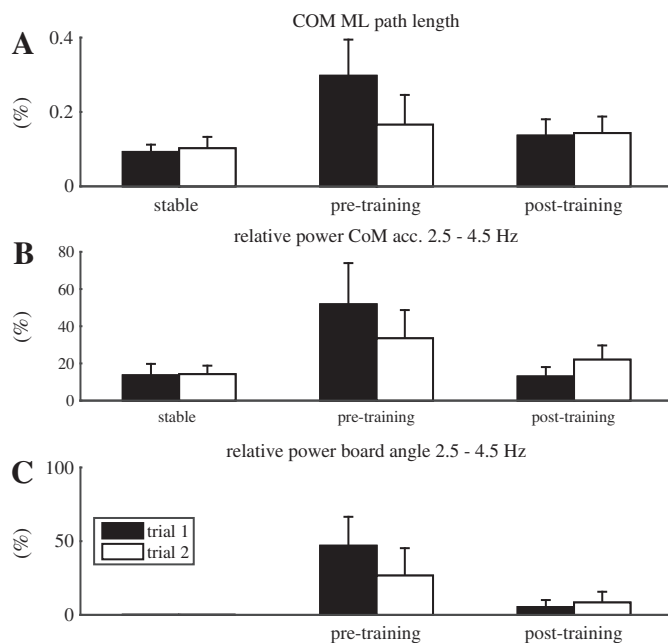 COM ML path length
A
0.4
0.2
0
(%)
stable
pre-training
post-training
relative power CoM acc. 2.5 - 4.5 Hz
B
80
60
40
20
0
(%)
stable
pre-training
post-training
relative power board angle 2.5 - 4.5 Hz
C
100
50
0
(%)
trial 1
trial 2
pre-training
post-training